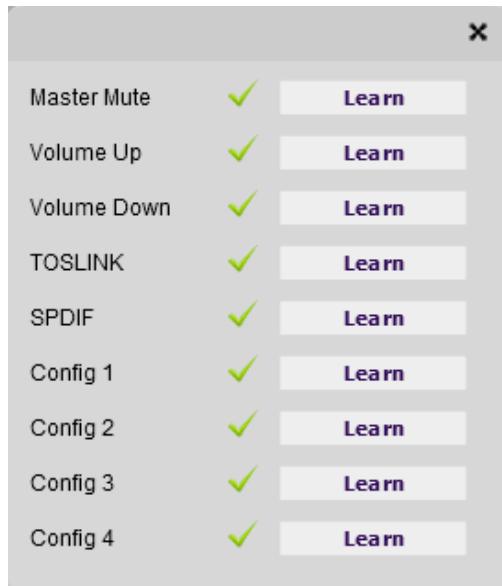 Master Mute Learn
Volume Up Learn
Volume Down Learn
TOSLINK Learn
SPDIF Learn
Config 1 Learn
Config 2 Learn
Config 3 Learn
Config 4 Learn